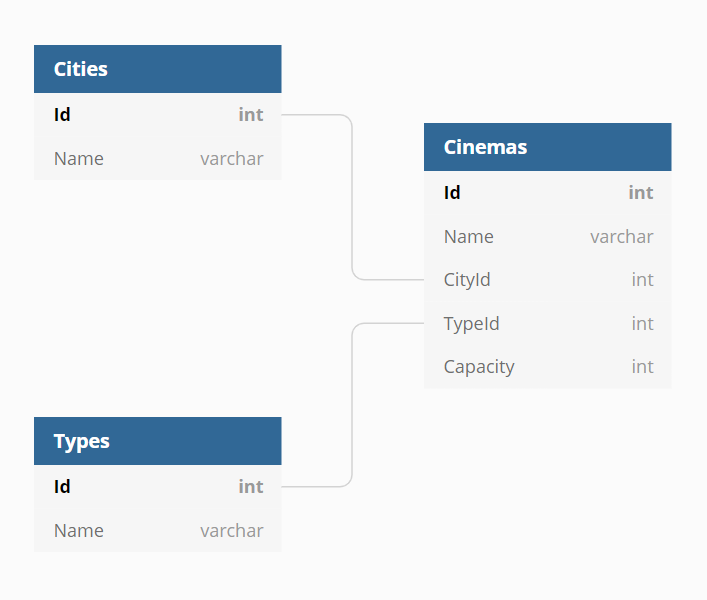 Cities
Id int
Name varchar
Cinemas
Id int
Name varchar
CityId int
TypeId int
Capacity int
Types
Id int
Name varchar